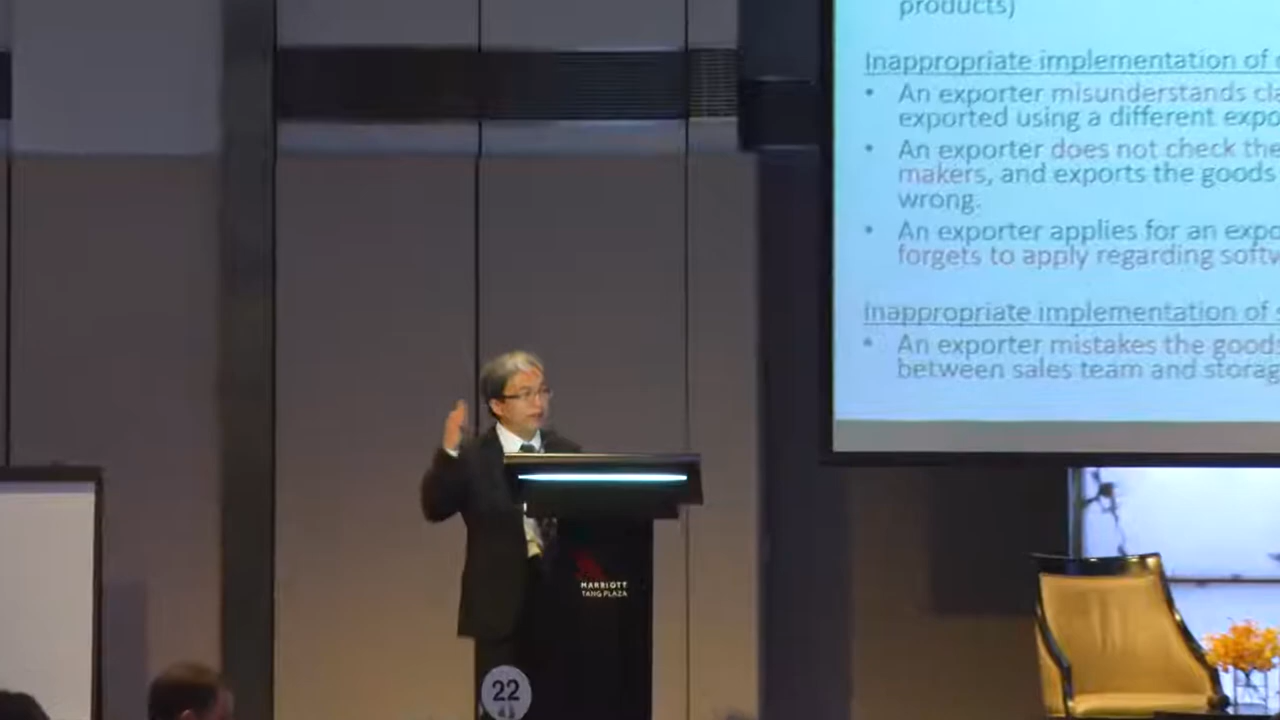 products)
Inappropriate implementation of
• An exporter misunderstands cla
exported using a different expo
• An exporter does not check the
makers, and exports the goods
wrong.
• An exporter applies for an expo
forgets to apply regarding softw
Inappropriate implementation of
• An exporter mistakes the goods
between sales team and storag
MARRIOTT
TANG PLAZA
22